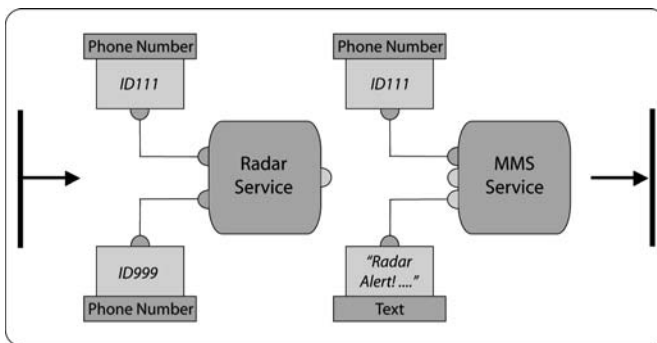 Phone Number
ID111
Phone Number
ID111
Radar
Service
MMS
Service
ID999
Phone Number
"Radar
Alert! ...."
Text